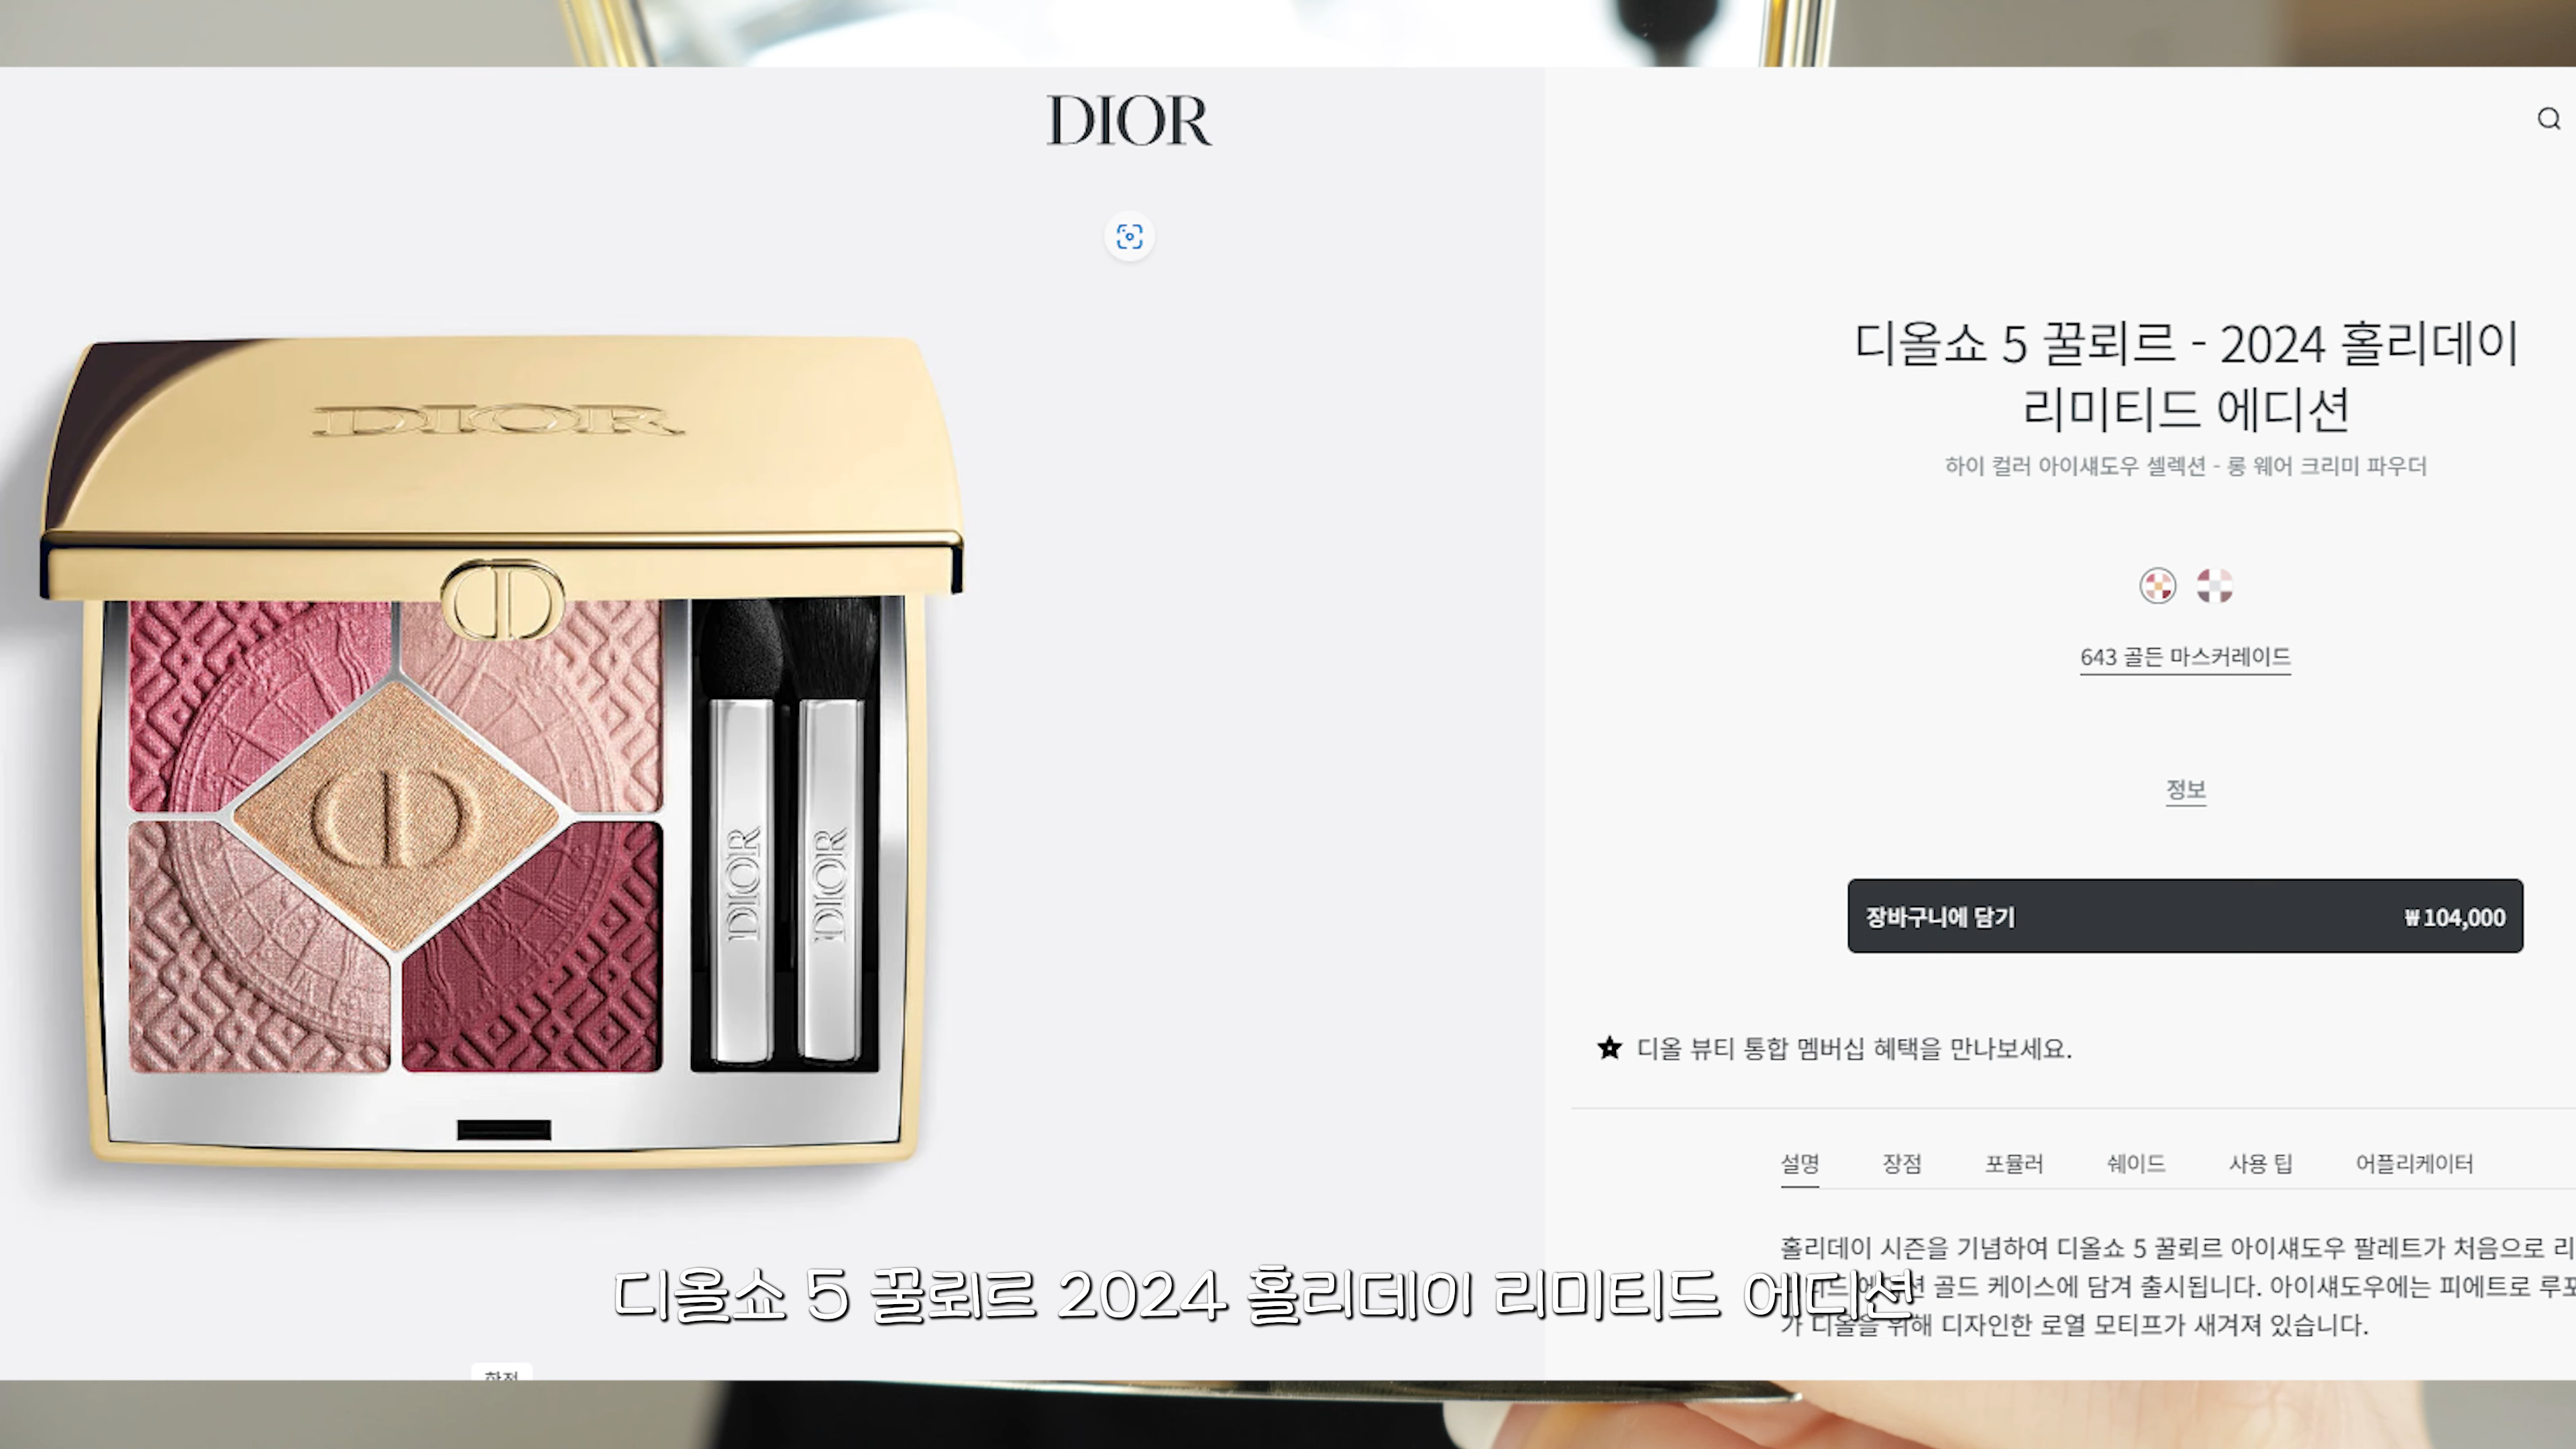 DIOR
디올쇼 5 꿀뢰르 - 2024 홀리데이
리미티드 에디션
하이 컬러 아이섀도우 셀렉션 - 롱 웨어 크리미 파우더
643 골든 마스커레이드
정보
장바구니에 담기 ₩ 104,000
★ 디올 뷰티 통합 멤버십 혜택을 만나보세요.
설명 장점 포뮬러 쉐이드 사용 팁 어플리케이터
홀리데이 시즌을 기념하여 디올쇼 5 꿀뢰르 아이섀도우 팔레트가 처음으로 리
골드 케이스에 담겨 출시됩니다. 아이섀도우에는 피에트로 루포
가 디올을 위해 디자인한 로열 모티프가 새겨져 있습니다.
DIOR
DIOR
DIOR
디올쇼 5 꿀뢰르 2024 홀리데이 리미티드 에디션